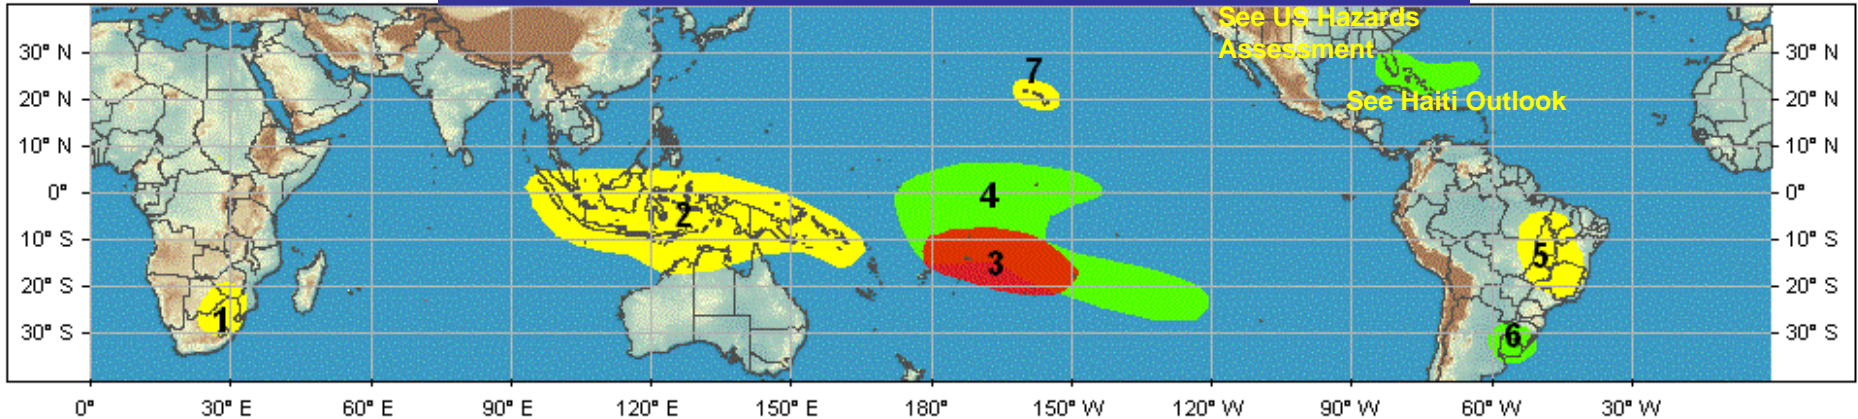 See US Hazards
Assessment
30° N 30° N
7
20° N See Haiti Outlook 20° N
10° N 10° N
0° 4 0°
2
10° S 10° S
3 5
20° S 20° S
1
30° S 6 30° S
0° 30° E 60° E 90° E 120° E 150° E 180° 150° W 120° W 90° W 60° W 30° W